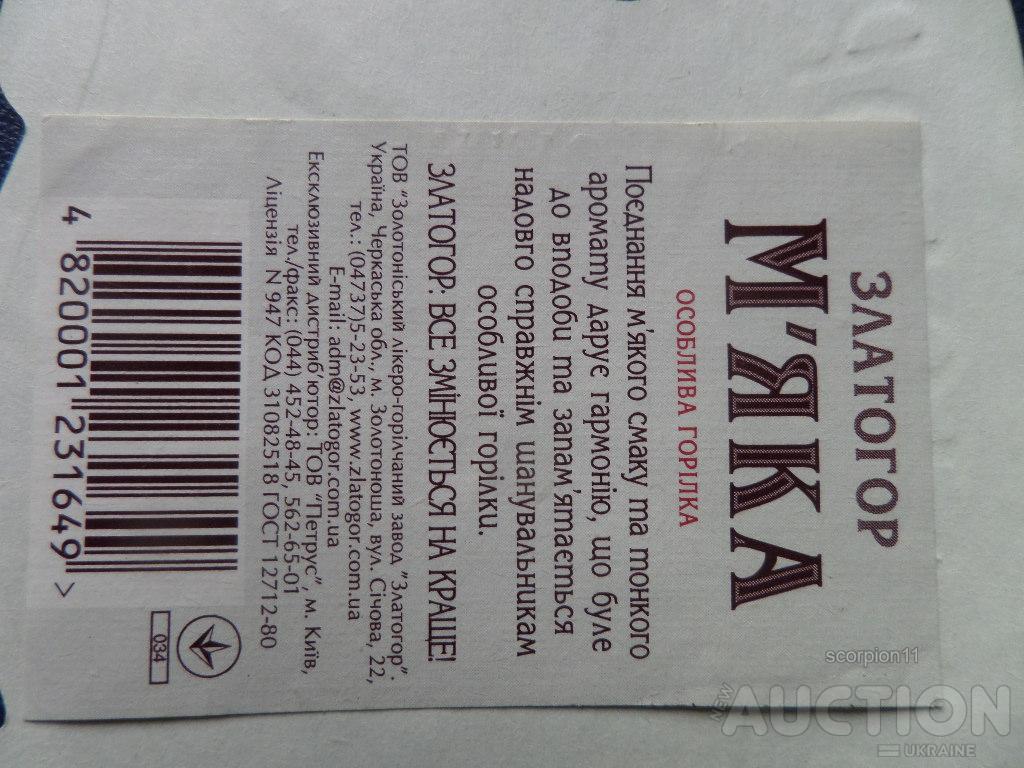 ЗЛАТОГОР
М'ЯКА
ОСОБЛИВА ГОРІЛКА
Поєднання м'якого смаку та тонкого
аромату дарує гармонію, що буле
до вподоби та запам'ятається
надовго справжнім шанувальникам
особливої горілки.
ЗЛАТОГОР: ВСЕ ЗМІНЮЄТЬСЯ НА КРАЩЕ!
ТОВ "Золотоніський лікеро-горілчаний завод "Златогор".
Україна, Черкаська обл., м. Золотоноша, вул. Січова, 22,
тел.: (04737)5-23-53, www.zlatogor.com.ua
E-mail: adm@zlatogor.com.ua
Ексклюзивний дистриб'ютор: ТОВ "Петрус", м. Київ,
тел./факс: (044) 452-48-45, 562-65-01
Ліцензія N 947 КОД 31082518 ГОСТ 12712-80
4 820001 231649 >
034
scorpion11
NEW AUCTION
UKRAINE